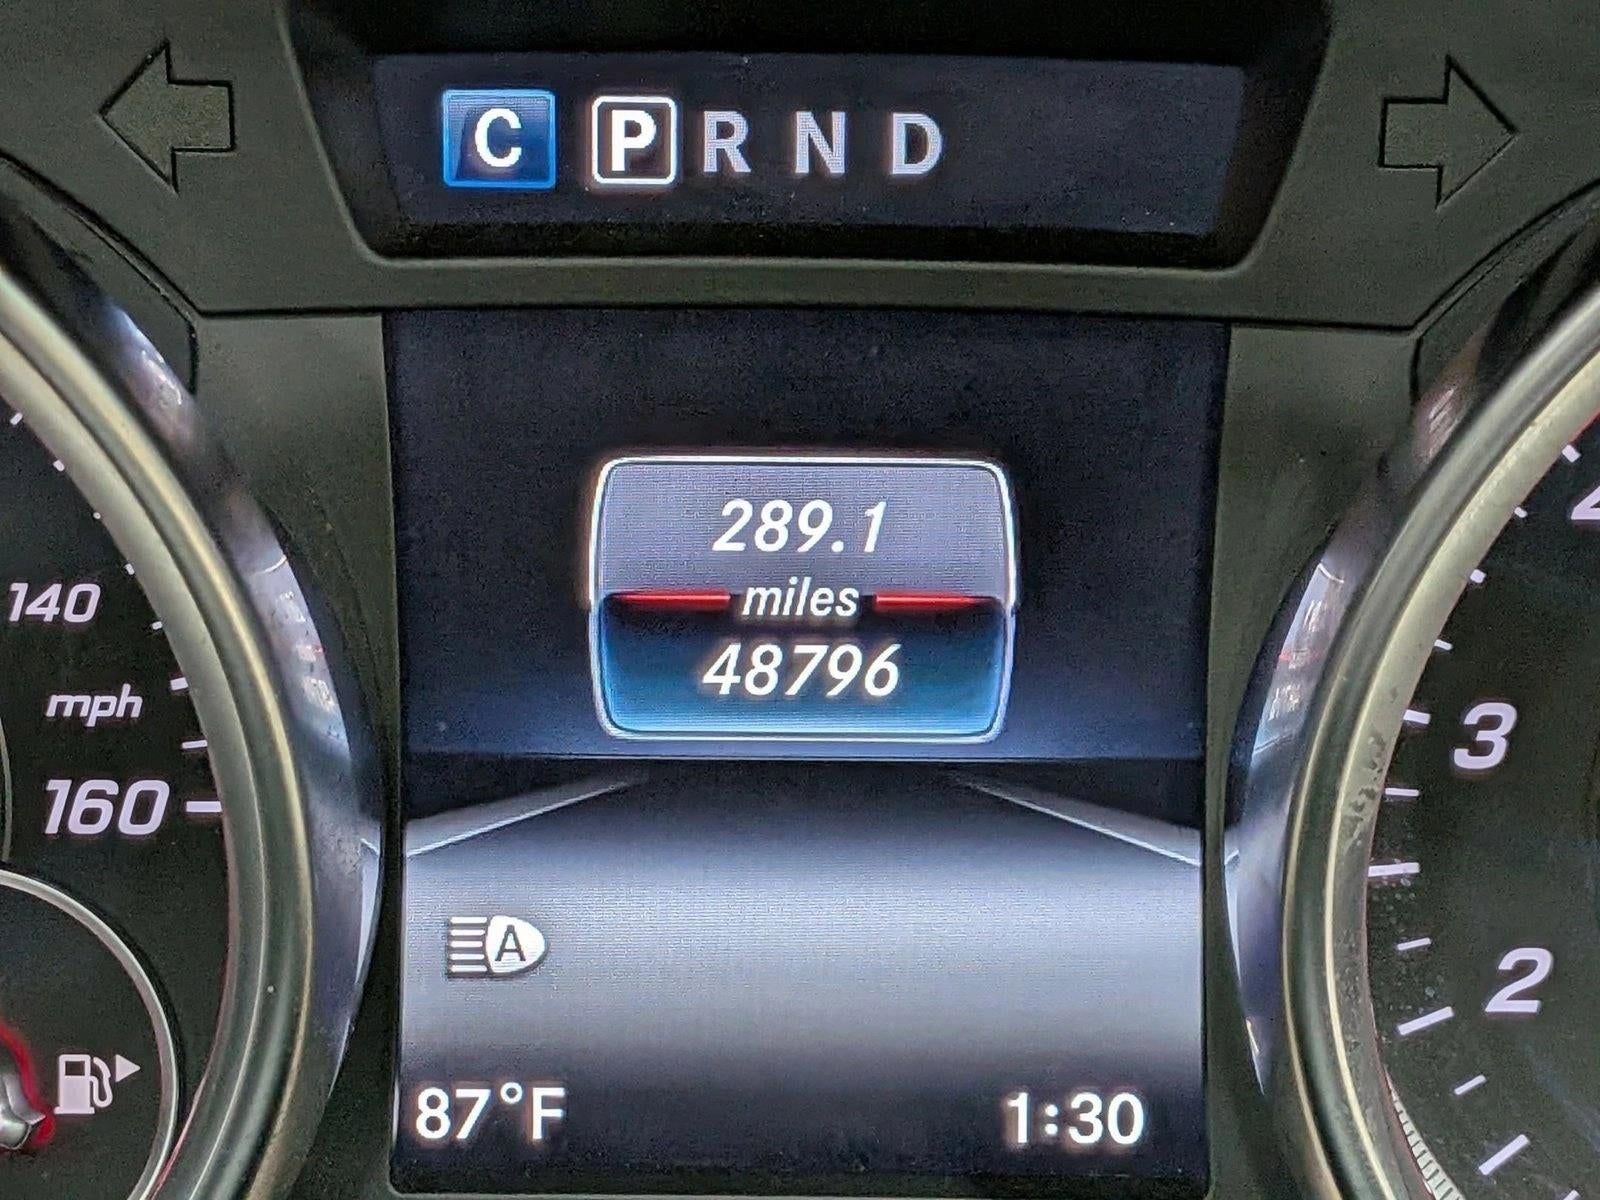 C P R N D
289.1
miles
48796
140
mph
160
3
2
A
87°F 1:30